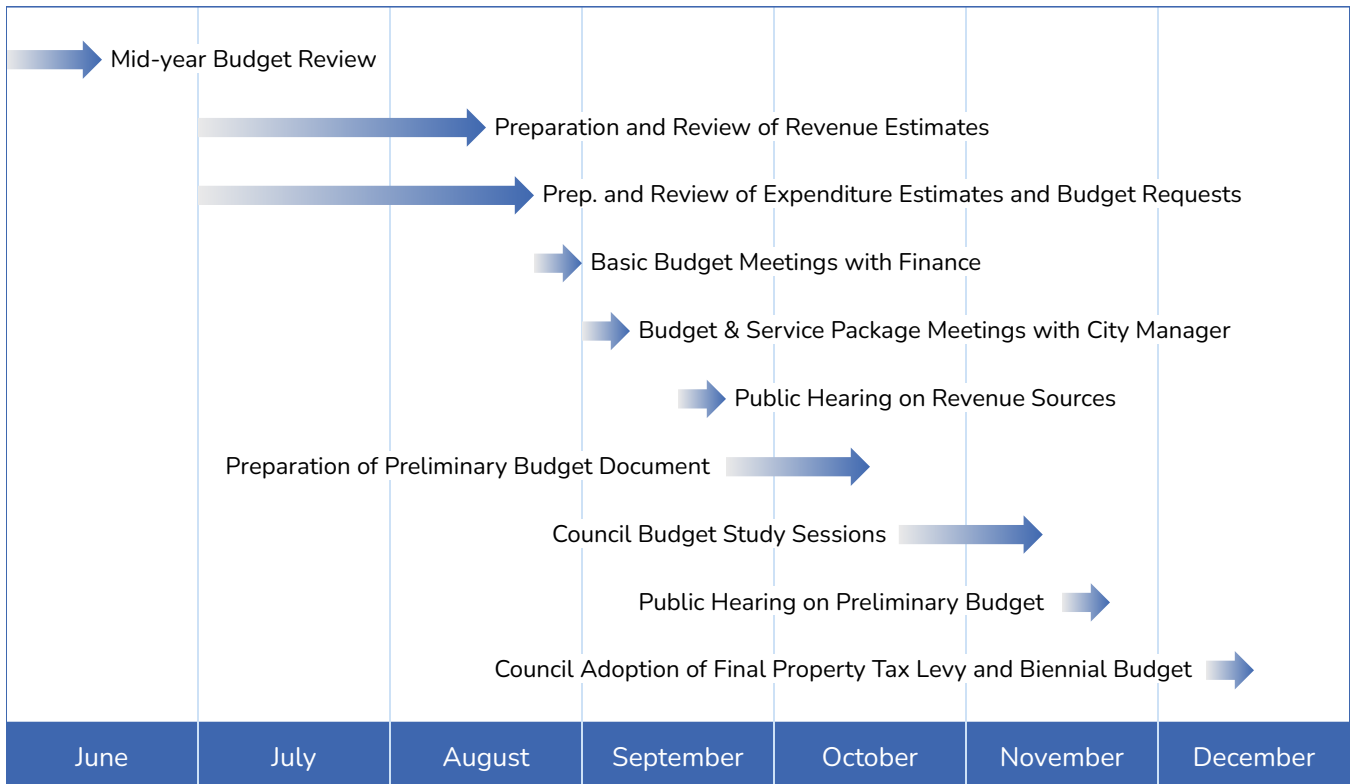 Mid-year Budget Review
Preparation and Review of Revenue Estimates
Prep. and Review of Expenditure Estimates and Budget Requests
Basic Budget Meetings with Finance
Budget & Service Package Meetings with City Manager
Public Hearing on Revenue Sources
Preparation of Preliminary Budget Document
Council Budget Study Sessions
Public Hearing on Preliminary Budget
Council Adoption of Final Property Tax Levy and Biennial Budget
June July August September October November December